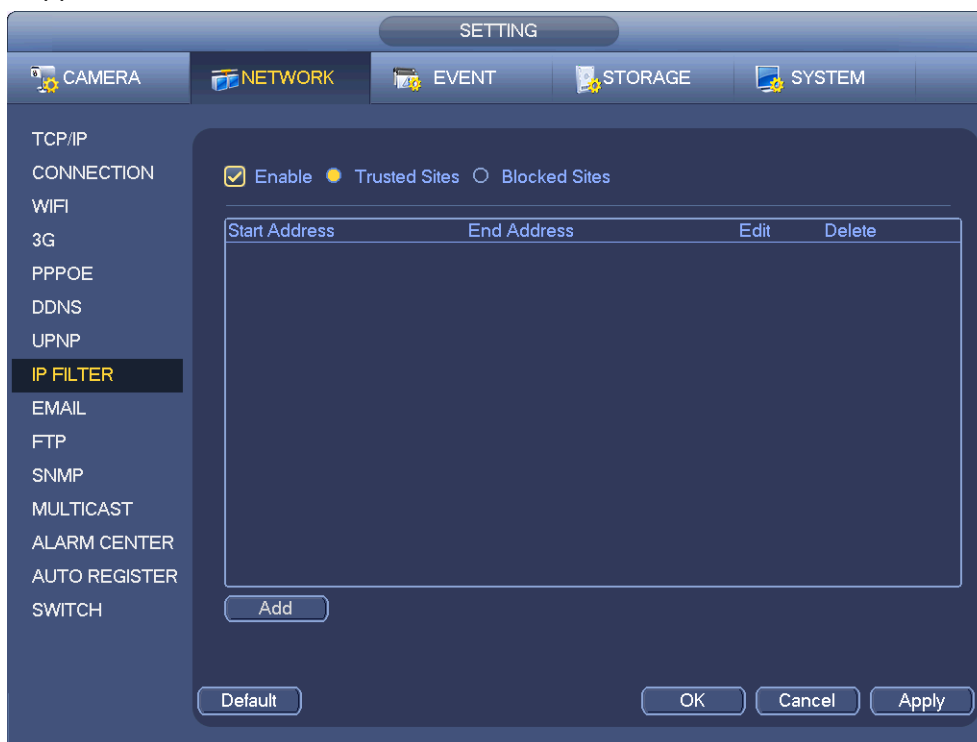 SETTING
CAMERA NETWORK EVENT STORAGE SYSTEM
TCP/IP
CONNECTION
WIFI
3G
PPPOE
DDNS
UPNP
IP FILTER
EMAIL
FTP
SNMP
MULTICAST
ALARM CENTER
AUTO REGISTER
SWITCH
Enable Trusted Sites Blocked Sites
Start Address End Address Edit Delete
Add
Default OK Cancel Apply